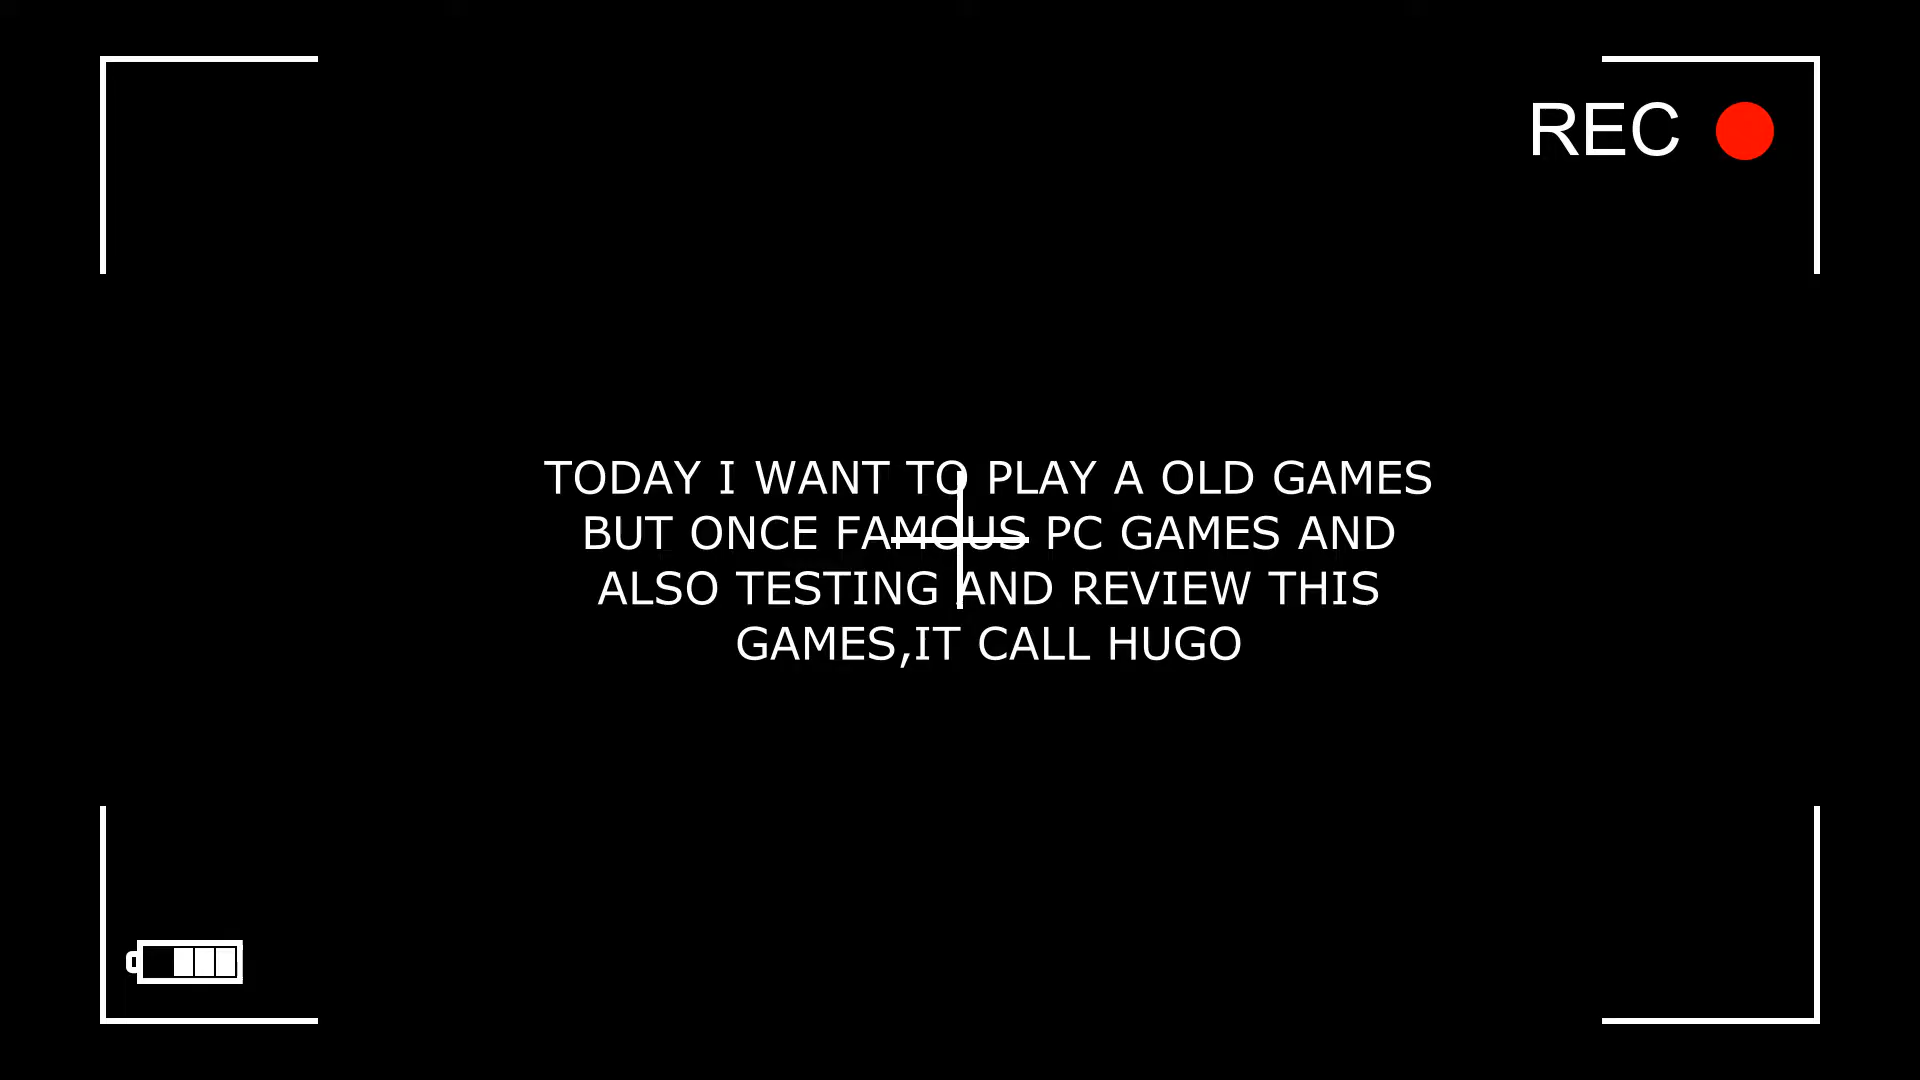 REC
TODAY I WANT TO PLAY A OLD GAMES
BUT ONCE FAMOUS PC GAMES AND
ALSO TESTING AND REVIEW THIS
GAMES,IT CALL HUGO